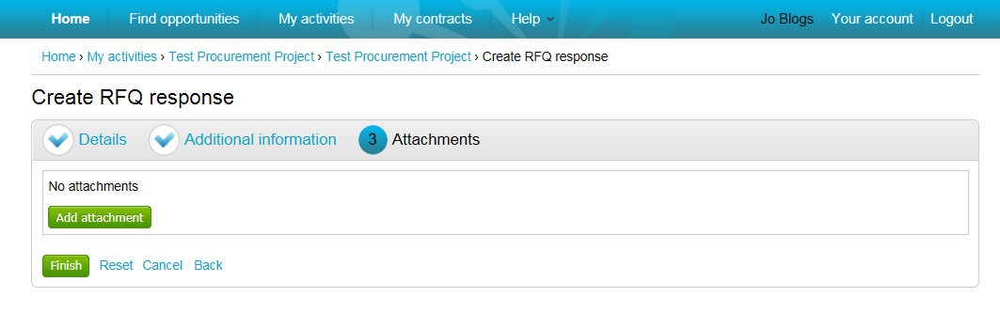 Home Find opportunities My activities My contracts Help Jo Blogs Your account Logout
Home › My activities › Test Procurement Project › Test Procurement Project › Create RFQ response
Create RFQ response
Details Additional information 3 Attachments
No attachments
Add attachment
Finish Reset Cancel Back